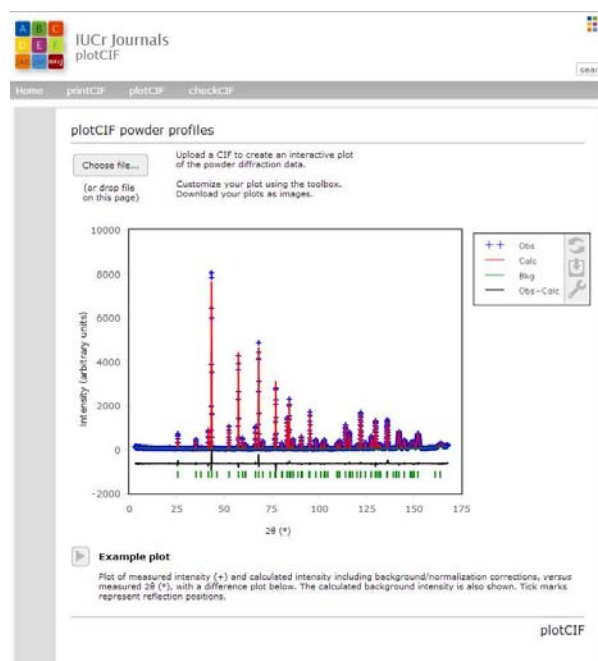 A B C
D E F
IUCr Journals
plotCIF
sear
Home printCIF plotCIF checkCIF
plotCIF powder profiles
Choose file...
(or drop file
on this page)
Upload a CIF to create an interactive plot
of the powder diffraction data.
Customize your plot using the toolbox.
Download your plots as images.
10000
8000
6000
4000
2000
0
-2000
Intensity (arbitrary units)
0 25 50 75 100 125 150 175
2θ (°)
Obs
Calc
Bkg
Obs-Calc
Example plot
Plot of measured intensity (+) and calculated intensity including background/normalization corrections, versus
measured 2θ (°), with a difference plot below. The calculated background intensity is also shown. Tick marks
represent reflection positions.
plotCIF